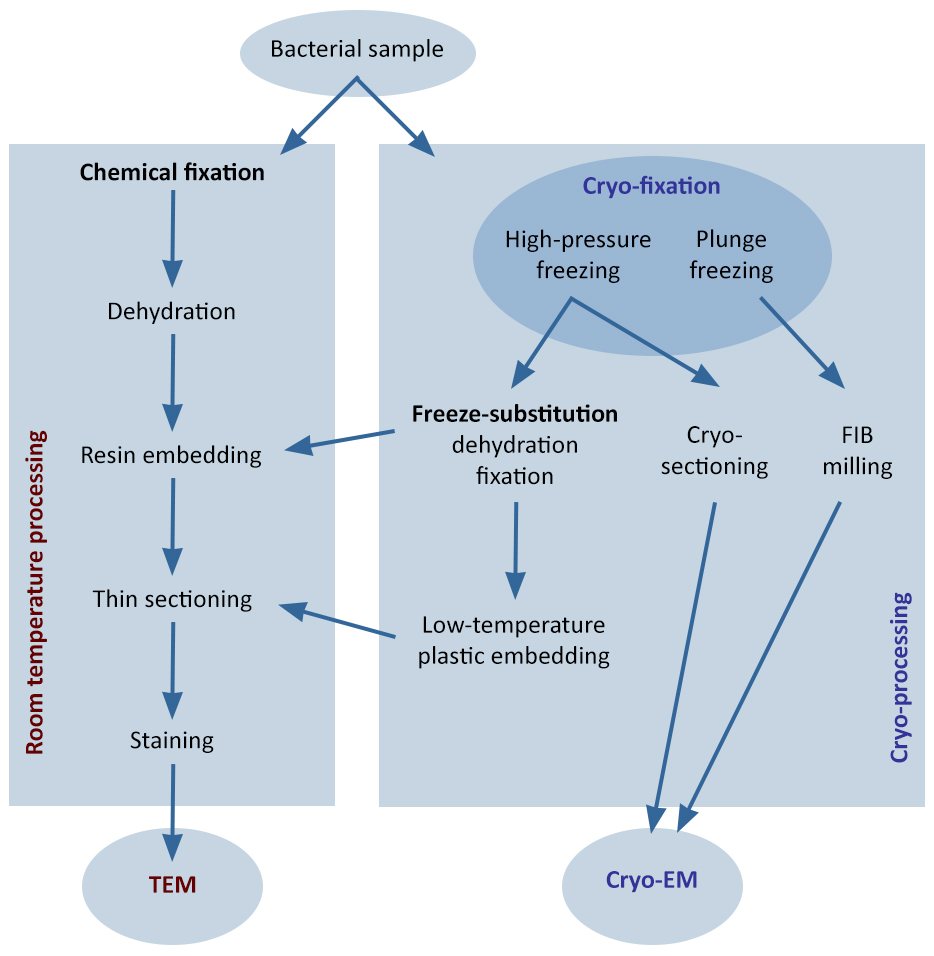 Bacterial sample
Chemical fixation
Dehydration
Resin embedding
Thin sectioning
Staining
Room temperature processing
TEM
Cryo-fixation
High-pressure
freezing
Plunge
freezing
Freeze-substitution
dehydration
fixation
Cryo-
sectioning
FIB
milling
Low-temperature
plastic embedding
Cryo-processing
Cryo-EM